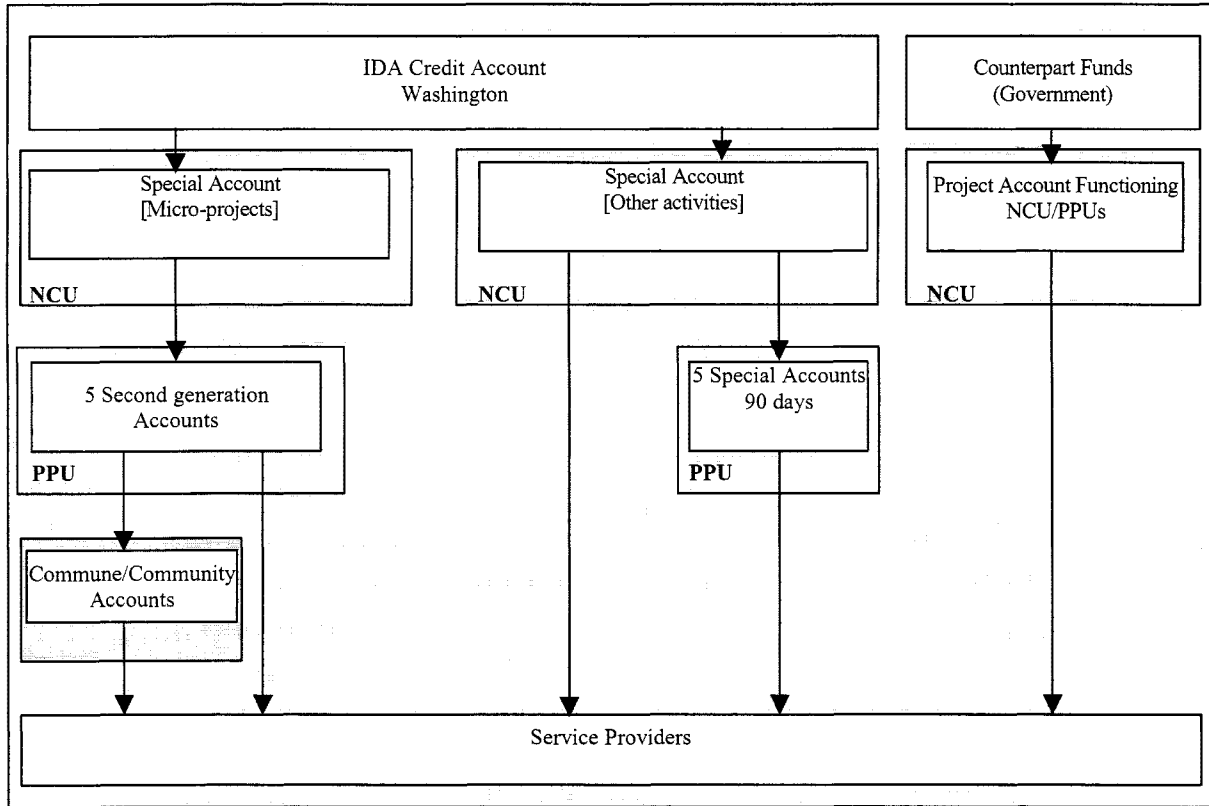 IDA Credit Account
Washington
Counterpart Funds
(Government)
Special Account
[Micro-projects]
NCU
Special Account
[Other activities]
NCU
Project Account Functioning
NCU/PPUs
NCU
5 Second generation
Accounts
PPU
5 Special Accounts
90 days
PPU
Commune/Community
Accounts
Service Providers